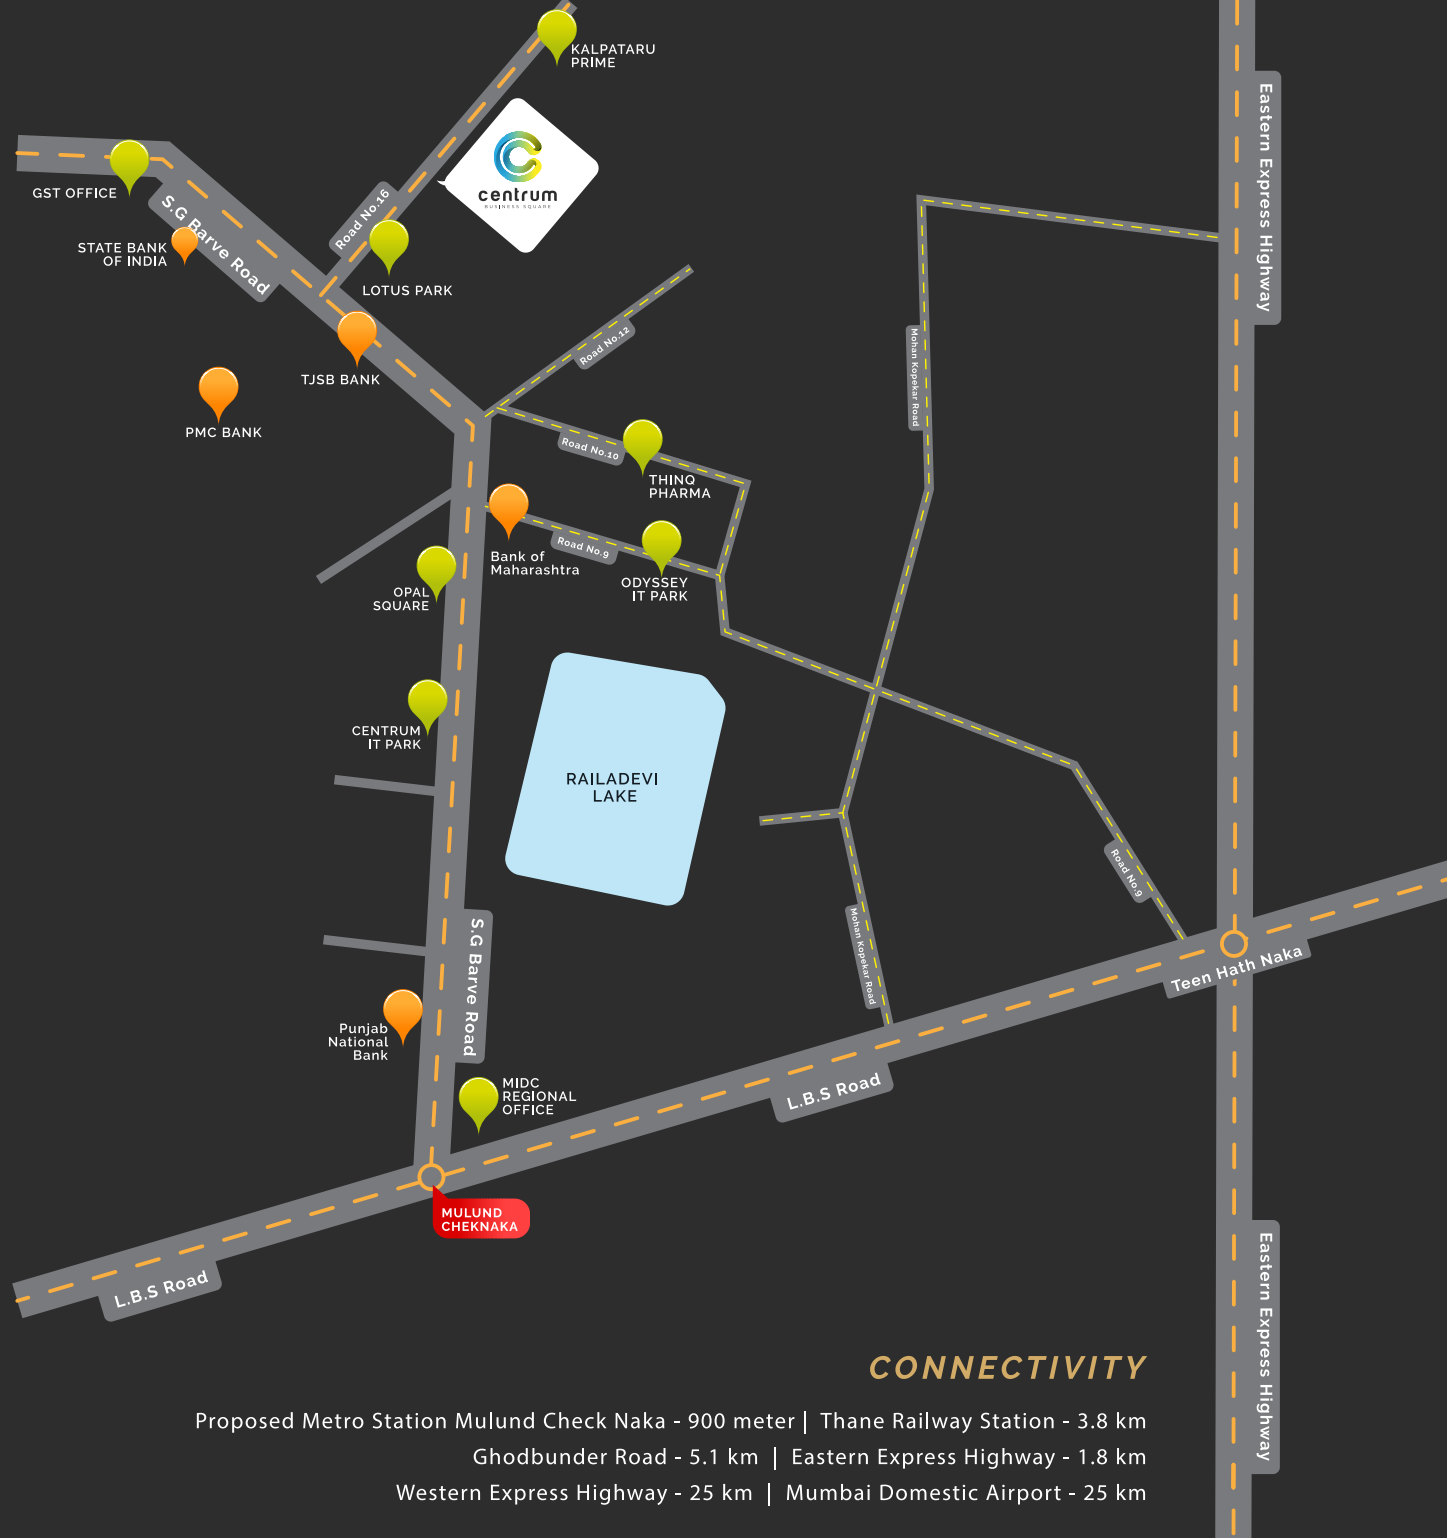 KALPATARU
PRIME
centrum
BUSINESS SQUARE
GST OFFICE
S.G Barve Road
Road No.16
STATE BANK
OF INDIA
LOTUS PARK
Eastern Express Highway
TJSB BANK
Road No.12
Mohan Kopekar Road
PMC BANK
Road No.10
THINQ
PHARMA
Road No.9
Bank of
Maharashtra
ODYSSEY
IT PARK
OPAL
SQUARE
CENTRUM
IT PARK
RAILADEVI
LAKE
Road No.9
S.G Barve Road
Mohan Kopekar Road
Teen Hath Naka
Punjab
National
Bank
MIDC
REGIONAL
OFFICE
L.B.S Road
MULUND
CHEKNAKA
L.B.S Road
Eastern Express Highway
CONNECTIVITY
Proposed Metro Station Mulund Check Naka - 900 meter | Thane Railway Station - 3.8 km
Ghodbunder Road - 5.1 km | Eastern Express Highway - 1.8 km
Western Express Highway - 25 km | Mumbai Domestic Airport - 25 km